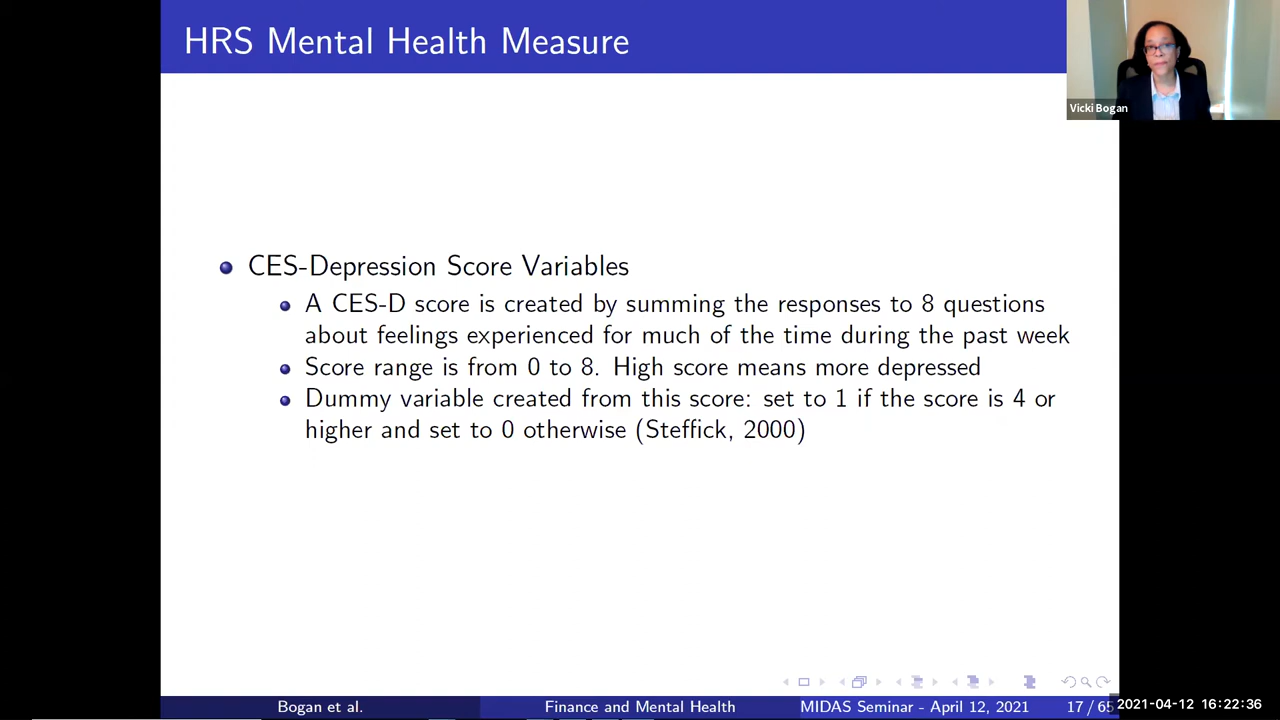 HRS Mental Health Measure
Vicki Bogan
CES-Depression Score Variables
A CES-D score is created by summing the responses to 8 questions
about feelings experienced for much of the time during the past week
Score range is from 0 to 8. High score means more depressed
Dummy variable created from this score: set to 1 if the score is 4 or
higher and set to 0 otherwise (Steffick, 2000)
Bogan et al. Finance and Mental Health MIDAS Seminar - April 12, 2021 17 / 65
2021-04-12 16:22:36